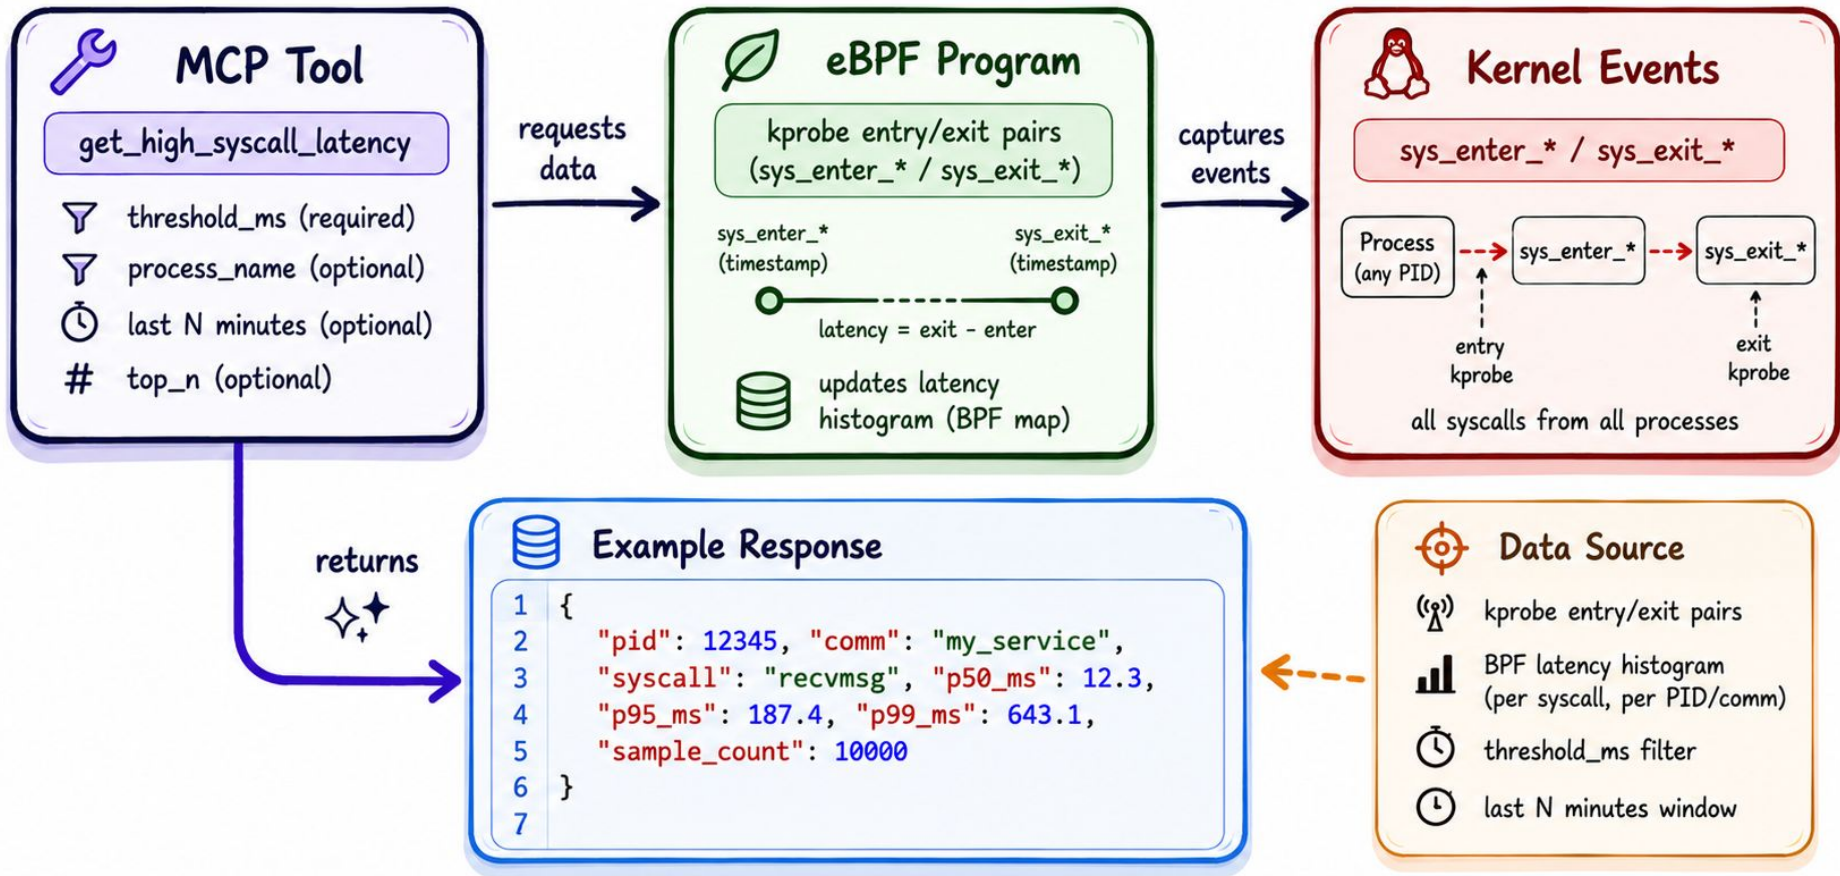 MCP Tool
get_high_syscall_latency
threshold_ms (required)
process_name (optional)
last N minutes (optional)
# top_n (optional)
requests
data
eBPF Program
kprobe entry/exit pairs
(sys_enter_* / sys_exit_*)
sys_enter_*
(timestamp)
sys_exit_*
(timestamp)
latency = exit - enter
updates latency
histogram (BPF map)
captures
events
Kernel Events
sys_enter_* / sys_exit_*
Process
(any PID)
sys_enter_*
sys_exit_*
entry
kprobe
exit
kprobe
all syscalls from all processes
returns
Example Response
1 {
2 "pid": 12345, "comm": "my_service",
3 "syscall": "recvmsg", "p50_ms": 12.3,
4 "p95_ms": 187.4, "p99_ms": 643.1,
5 "sample_count": 10000
6 }
7
Data Source
kprobe entry/exit pairs
BPF latency histogram
(per syscall, per PID/comm)
threshold_ms filter
last N minutes window